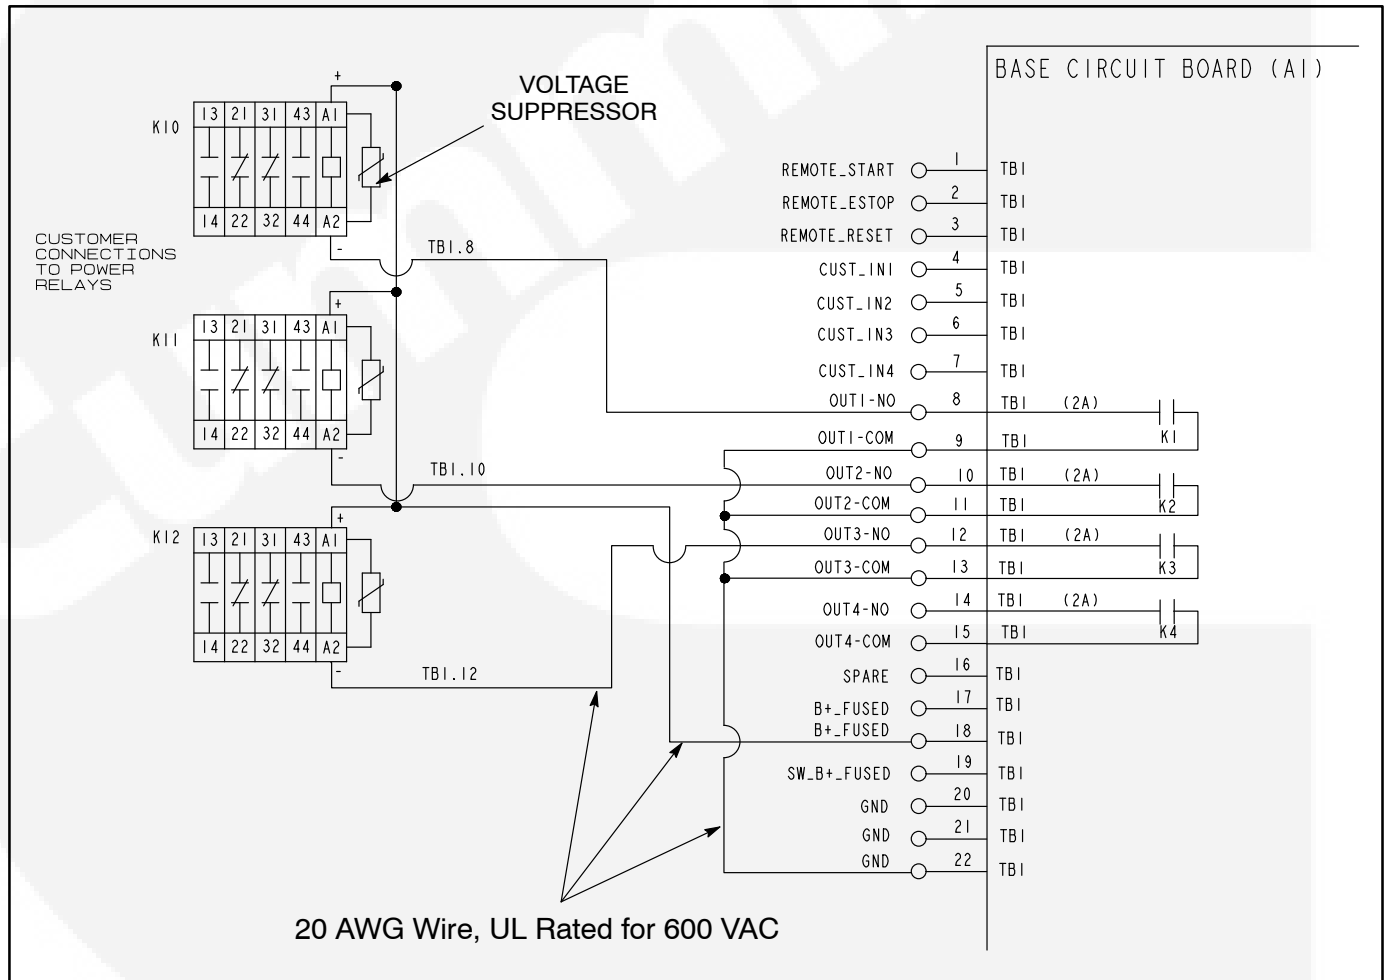 BASE CIRCUIT BOARD (A1)
VOLTAGE
SUPPRESSOR
+
K10
13 21 31 43 A1
14 22 32 44 A2
-
TB1.8
CUSTOMER
CONNECTIONS
TO POWER
RELAYS
+
K11
13 21 31 43 A1
14 22 32 44 A2
-
TB1.10
+
K12
13 21 31 43 A1
14 22 32 44 A2
-
TB1.12
REMOTE_START 1 TB1
REMOTE_ESTOP 2 TB1
REMOTE_RESET 3 TB1
CUST_IN1 4 TB1
CUST_IN2 5 TB1
CUST_IN3 6 TB1
CUST_IN4 7 TB1
OUT1-NO 8 TB1 (2A)
K1
OUT1-COM 9 TB1
OUT2-NO 10 TB1 (2A)
K2
OUT2-COM 11 TB1
OUT3-NO 12 TB1 (2A)
K3
OUT3-COM 13 TB1
OUT4-NO 14 TB1 (2A)
K4
OUT4-COM 15 TB1
SPARE 16 TB1
B+_FUSED 17 TB1
B+_FUSED 18 TB1
SW_B+_FUSED 19 TB1
GND 20 TB1
GND 21 TB1
GND 22 TB1
20 AWG Wire, UL Rated for 600 VAC